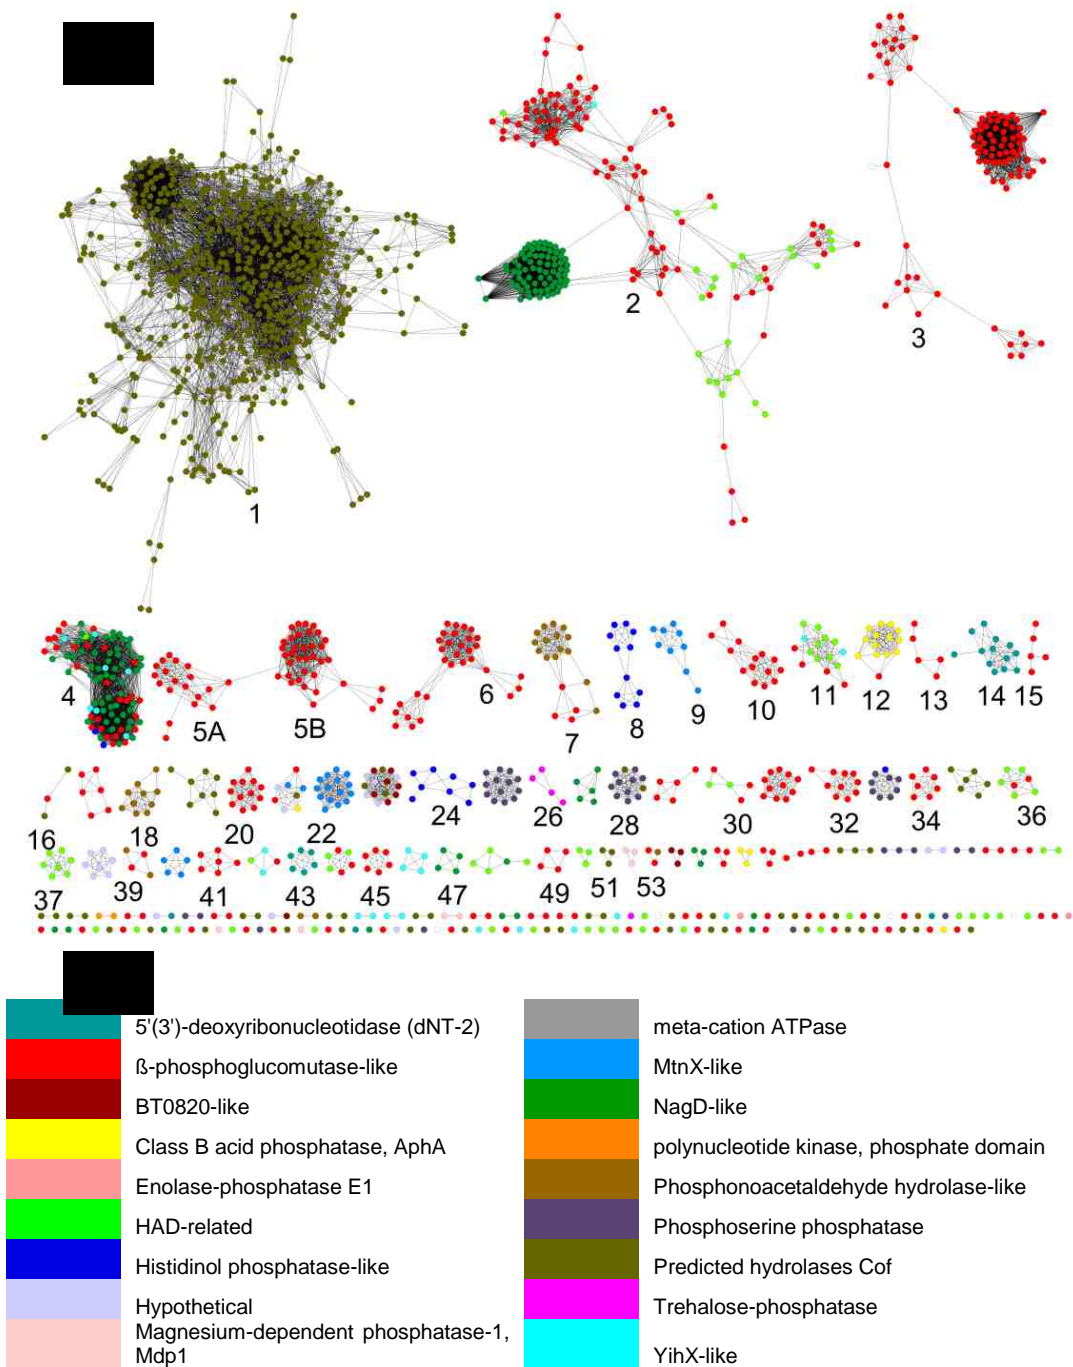 1
2
3
4
5A
5B
6
7
8
9
10
11
12
13
14
15
16
18
20
22
24
26
28
30
32
34
36
37
39
41
43
45
47
49
51
53
5'(3')-deoxyribonucleotidase (dNT-2)
ß-phosphoglucomutase-like
BT0820-like
Class B acid phosphatase, AphA
Enolase-phosphatase E1
HAD-related
Histidinol phosphatase-like
Hypothetical
Magnesium-dependent phosphatase-1,
Mdp1
meta-cation ATPase
MtnX-like
NagD-like
polynucleotide kinase, phosphate domain
Phosphonoacetaldehyde hydrolase-like
Phosphoserine phosphatase
Predicted hydrolases Cof
Trehalose-phosphatase
YihX-like